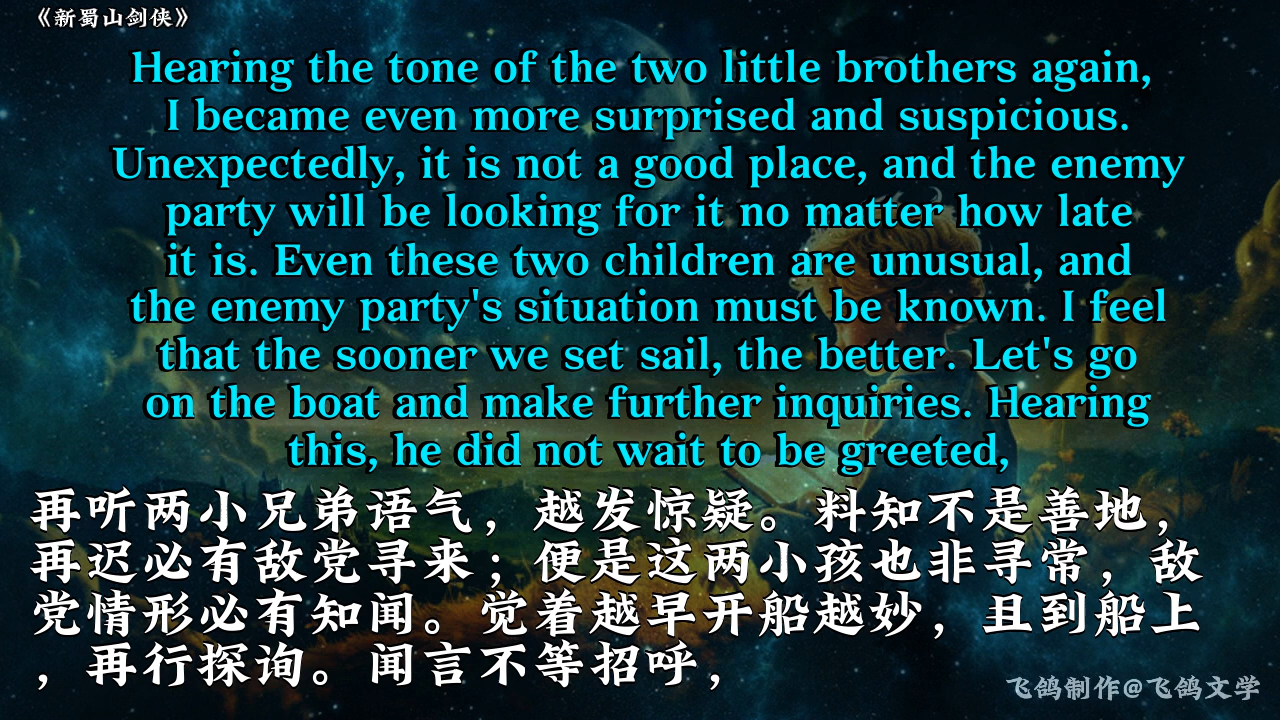 《新蜀山剑侠》
Hearing the tone of the two little brothers again,
I became even more surprised and suspicious.
Unexpectedly, it is not a good place, and the enemy
party will be looking for it no matter how late
it is. Even these two children are unusual, and
the enemy party's situation must be known. I feel
that the sooner we set sail, the better. Let's go
on the boat and make further inquiries. Hearing
this, he did not wait to be greeted,
再听两小兄弟语气，越发惊疑。料知不是善地，
再迟必有敌党寻来；便是这两小孩也非寻常，敌
党情形必有知闻。觉着越早开船越妙，且到船上
，再行探询。闻言不等招呼，
飞鸽制作@飞鸽文学